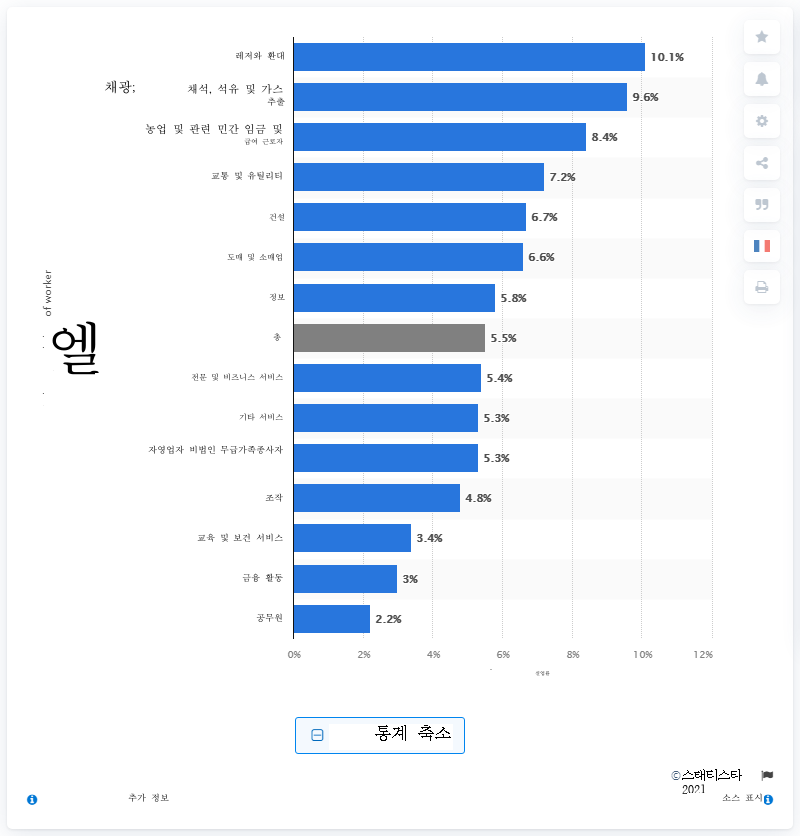 레저와 환대
10.1%
채광; 채석, 석유 및 가스
추출
9.6%
농업 및 관련 민간 임금 및
급여 근로자
8.4%
교통 및 유틸리티
7.2%
건설
6.7%
도매 및 소매업
6.6%
정보
5.8%
총
5.5%
전문 및 비즈니스 서비스
5.4%
기타 서비스
5.3%
자영업자 비법인 무급가족종사자
5.3%
조작
4.8%
교육 및 보건 서비스
3.4%
금융 활동
3%
공무원
2.2%
of worker
엘
0% 2% 4% 6% 8% 10% 12%
실업률
통계 축소
©스태티스타
2021
추가 정보
소스 표시